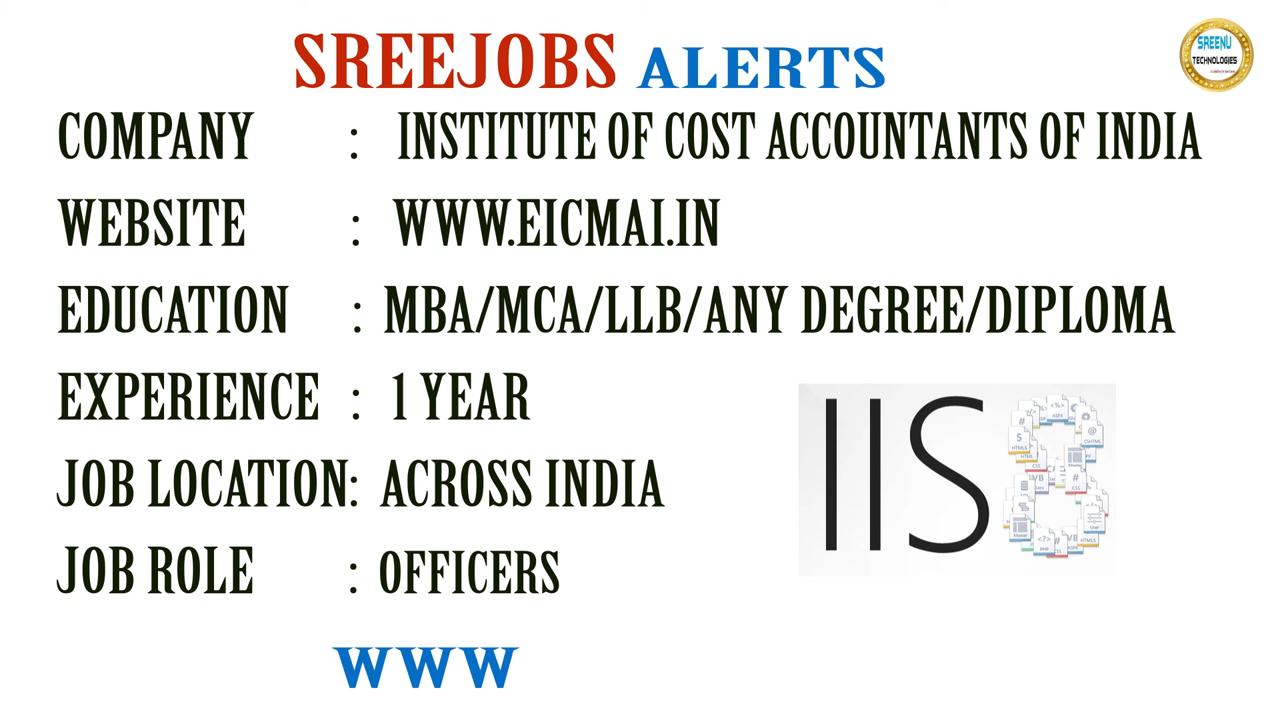 SREEJOBS ALERTS
SREENU
TECHNOLOGIES
COMPANY : INSTITUTE OF COST ACCOUNTANTS OF INDIA
WEBSITE : WWW.EICMAI.IN
EDUCATION : MBA/MCA/LLB/ANY DEGREE/DIPLOMA
EXPERIENCE : 1 YEAR
IIS
JOB LOCATION: ACROSS INDIA
JOB ROLE : OFFICERS
WWW